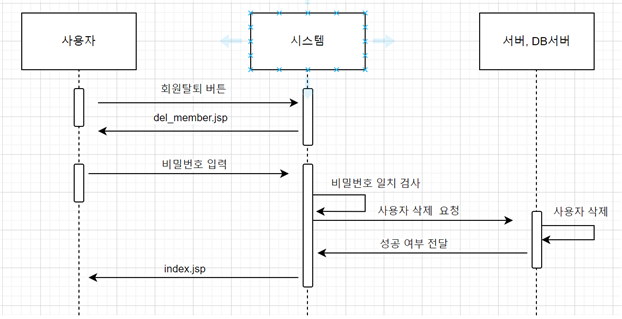 사용자
시스템
서버, DB서버
회원탈퇴 버튼
del_member.jsp
비밀번호 입력
비밀번호 일치 검사
사용자 삭제  요청
사용자 삭제
성공 여부 전달
index.jsp